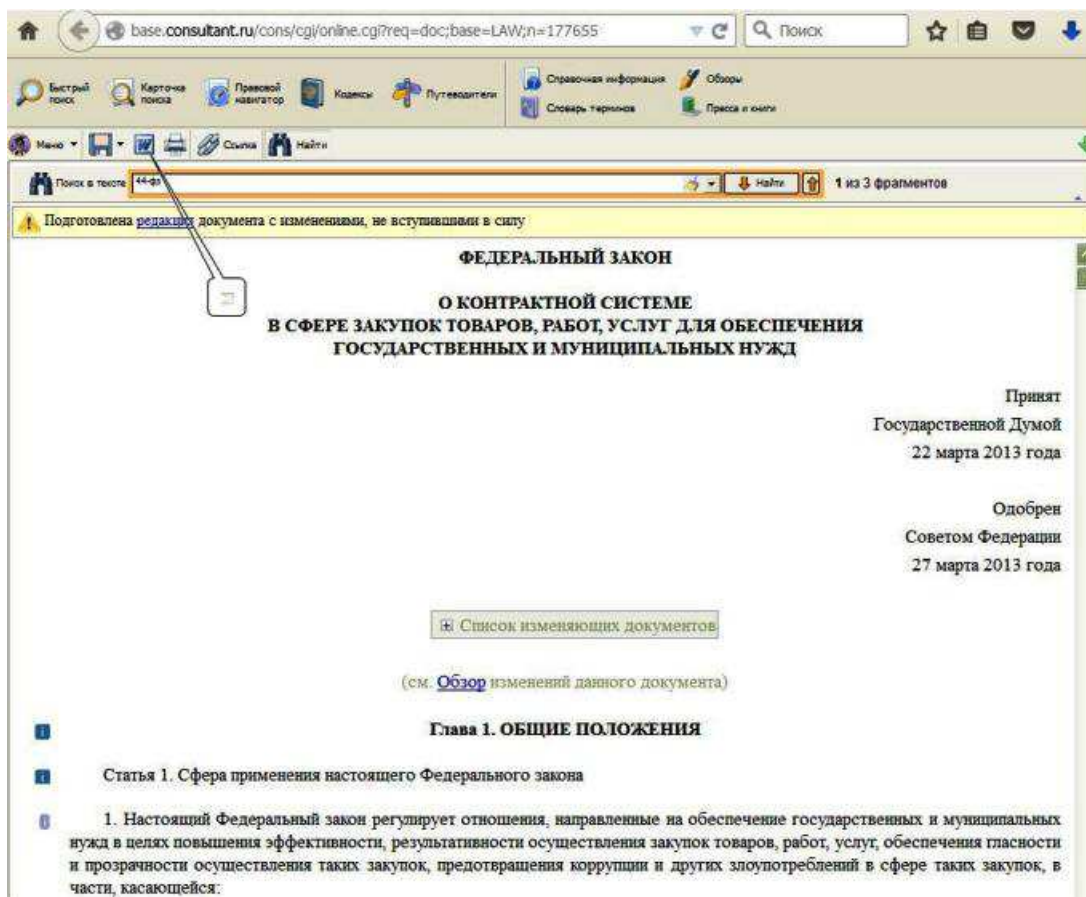 base.consultant.ru/cons/cgi/online.cgi?req=doc;base=LAW;n=177655
Поиск
Быстрый поиск
Карточка поиска
Правовой навигатор
Кодексы
Путеводители
Справочная информация
Обзоры
Словарь терминов
Пресса и книги
Меню
Ссылка
Найти
Поиск в тексте
44-фз
Найти
1 из 3 фрагментов
Подготовлена редакция документа с изменениями, не вступившими в силу
ФЕДЕРАЛЬНЫЙ ЗАКОН
О КОНТРАКТНОЙ СИСТЕМЕ
В СФЕРЕ ЗАКУПОК ТОВАРОВ, РАБОТ, УСЛУГ ДЛЯ ОБЕСПЕЧЕНИЯ
ГОСУДАРСТВЕННЫХ И МУНИЦИПАЛЬНЫХ НУЖД
Принят
Государственной Думой
22 марта 2013 года
Одобрен
Советом Федерации
27 марта 2013 года
Список изменяющих документов
(см. Обзор изменений данного документа)
Глава 1. ОБЩИЕ ПОЛОЖЕНИЯ
Статья 1. Сфера применения настоящего Федерального закона
1. Настоящий Федеральный закон регулирует отношения, направленные на обеспечение государственных и муниципальных
нужд в целях повышения эффективности, результативности осуществления закупок товаров, работ, услуг, обеспечения гласности
и прозрачности осуществления таких закупок, предотвращения коррупции и других злоупотреблений в сфере таких закупок, в
части, касающейся: